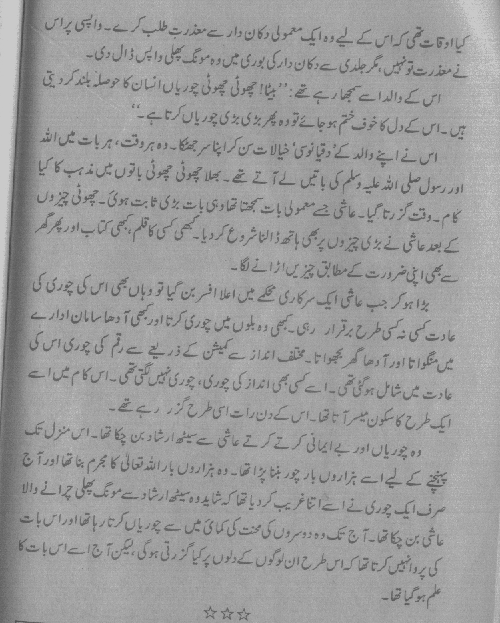 کیا اوقات تھی کہ اس کے لیے وہ ایک معمولی دکان دار سے معذرت طلب کرے۔ واپسی پر اس
نے معذرت تو نہیں، مگر جلدی سے دکان دار کی بوری میں وہ مونگ پھلی واپس ڈال دی۔
اس کے والد اسے سمجھا رہے تھے: ”بیٹا! چھوٹی چھوٹی چوریاں انسان کا حوصلہ بلند کر دیتی
ہیں۔ اس کے دل کا خوف ختم ہو جائے تو وہ پھر بڑی بڑی چوریاں کرتا ہے۔“
اس نے اپنے والد کے ’دقیانوسی‘ خیالات سن کر اپنا سر جھٹکا۔ وہ ہر وقت، ہر بات میں اللہ
اور رسول صلی اللہ علیہ وسلم کی باتیں لے آتے تھے۔ بھلا چھوٹی چھوٹی باتوں میں مذہب کا کیا
کام۔ وقت گزرتا گیا۔ عاشی جسے معمولی بات سمجھتا تھا وہی بات بڑی ثابت ہوئی۔ چھوٹی چیزوں
کے بعد عاشی نے بڑی چیزوں پر بھی ہاتھ ڈالنا شروع کر دیا۔ کبھی کسی کا قلم، کبھی کتاب اور پھر گھر
سے بھی اپنی ضرورت کے مطابق چیزیں اڑانے لگا۔
بڑا ہو کر جب عاشی ایک سرکاری محکمے میں اعلا افسر بن گیا تو وہاں بھی اس کی چوری کی
عادت کسی نہ کسی طرح برقرار رہی۔ کبھی وہ بلوں میں چوری کرتا اور کبھی آدھا سامان ادارے
میں منگواتا اور آدھا گھر بھجواتا۔ مختلف انداز سے کمیشن کے ذریعے سے رقم کی چوری اس کی
عادت میں شامل ہو گئی تھی۔ اسے کسی بھی انداز کی چوری، چوری نہیں لگتی تھی۔ اس کام میں اسے
ایک طرح کا سکون میسر آتا تھا۔ اس کے دن رات اسی طرح گزر رہے تھے۔
وہ چوریاں اور بے ایمانی کرتے کرتے عاشی سے سیٹھ ارشاد بن چکا تھا۔ اس منزل تک
پہنچنے کے لیے اسے ہزاروں بار چور بننا پڑا تھا۔ وہ ہزاروں بار اللہ تعالیٰ کا مجرم بنا تھا اور آج
صرف ایک چوری نے اسے اتنا غریب کر دیا تھا کہ شاید وہ سیٹھ ارشاد سے مونگ پھلی چرانے والا
عاشی بن چکا تھا۔ آج تک وہ دوسروں کی محنت کی کمائی میں سے چوریاں کرتا رہا تھا اور اس بات
کی پروا نہیں کرتا تھا کہ اس طرح ان لوگوں کے دلوں پر کیا گزرتی ہو گی، لیکن آج اسے اس بات کا
علم ہو گیا تھا۔
☆☆☆